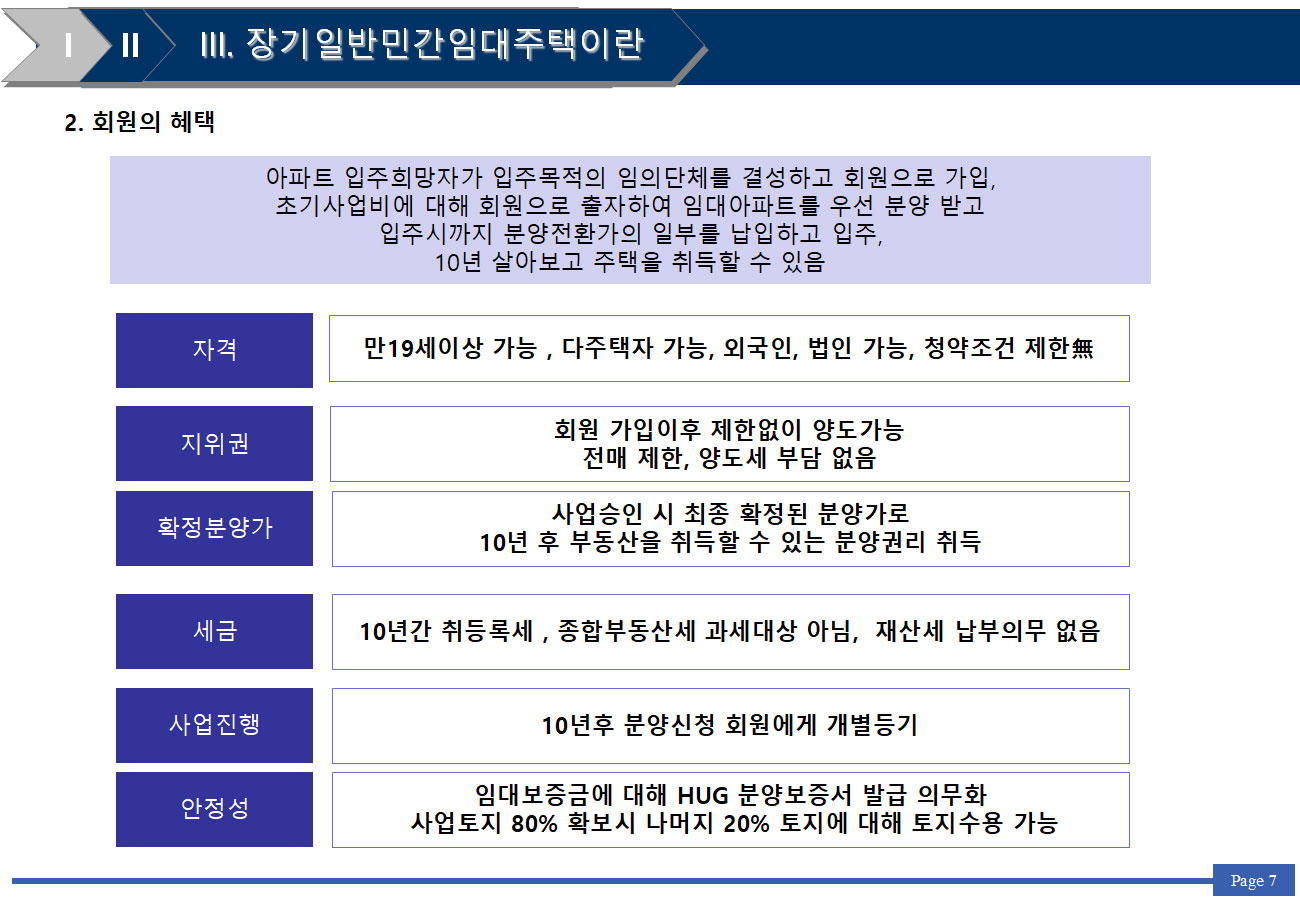 I
II
III. 장기일반민간임대주택이란
2. 회원의 혜택
아파트 입주희망자가 입주목적의 임의단체를 결성하고 회원으로 가입,
초기사업비에 대해 회원으로 출자하여 임대아파트를 우선 분양 받고
입주시까지 분양전환가의 일부를 납입하고 입주,
10년 살아보고 주택을 취득할 수 있음
자격
만19세이상 가능 , 다주택자 가능, 외국인, 법인 가능, 청약조건 제한無
지위권
회원 가입이후 제한없이 양도가능
전매 제한, 양도세 부담 없음
확정분양가
사업승인 시 최종 확정된 분양가로
10년 후 부동산을 취득할 수 있는 분양권리 취득
세금
10년간 취등록세 , 종합부동산세 과세대상 아님, 재산세 납부의무 없음
사업진행
10년후 분양신청 회원에게 개별등기
안정성
임대보증금에 대해 HUG 분양보증서 발급 의무화
사업토지 80% 확보시 나머지 20% 토지에 대해 토지수용 가능
Page 7